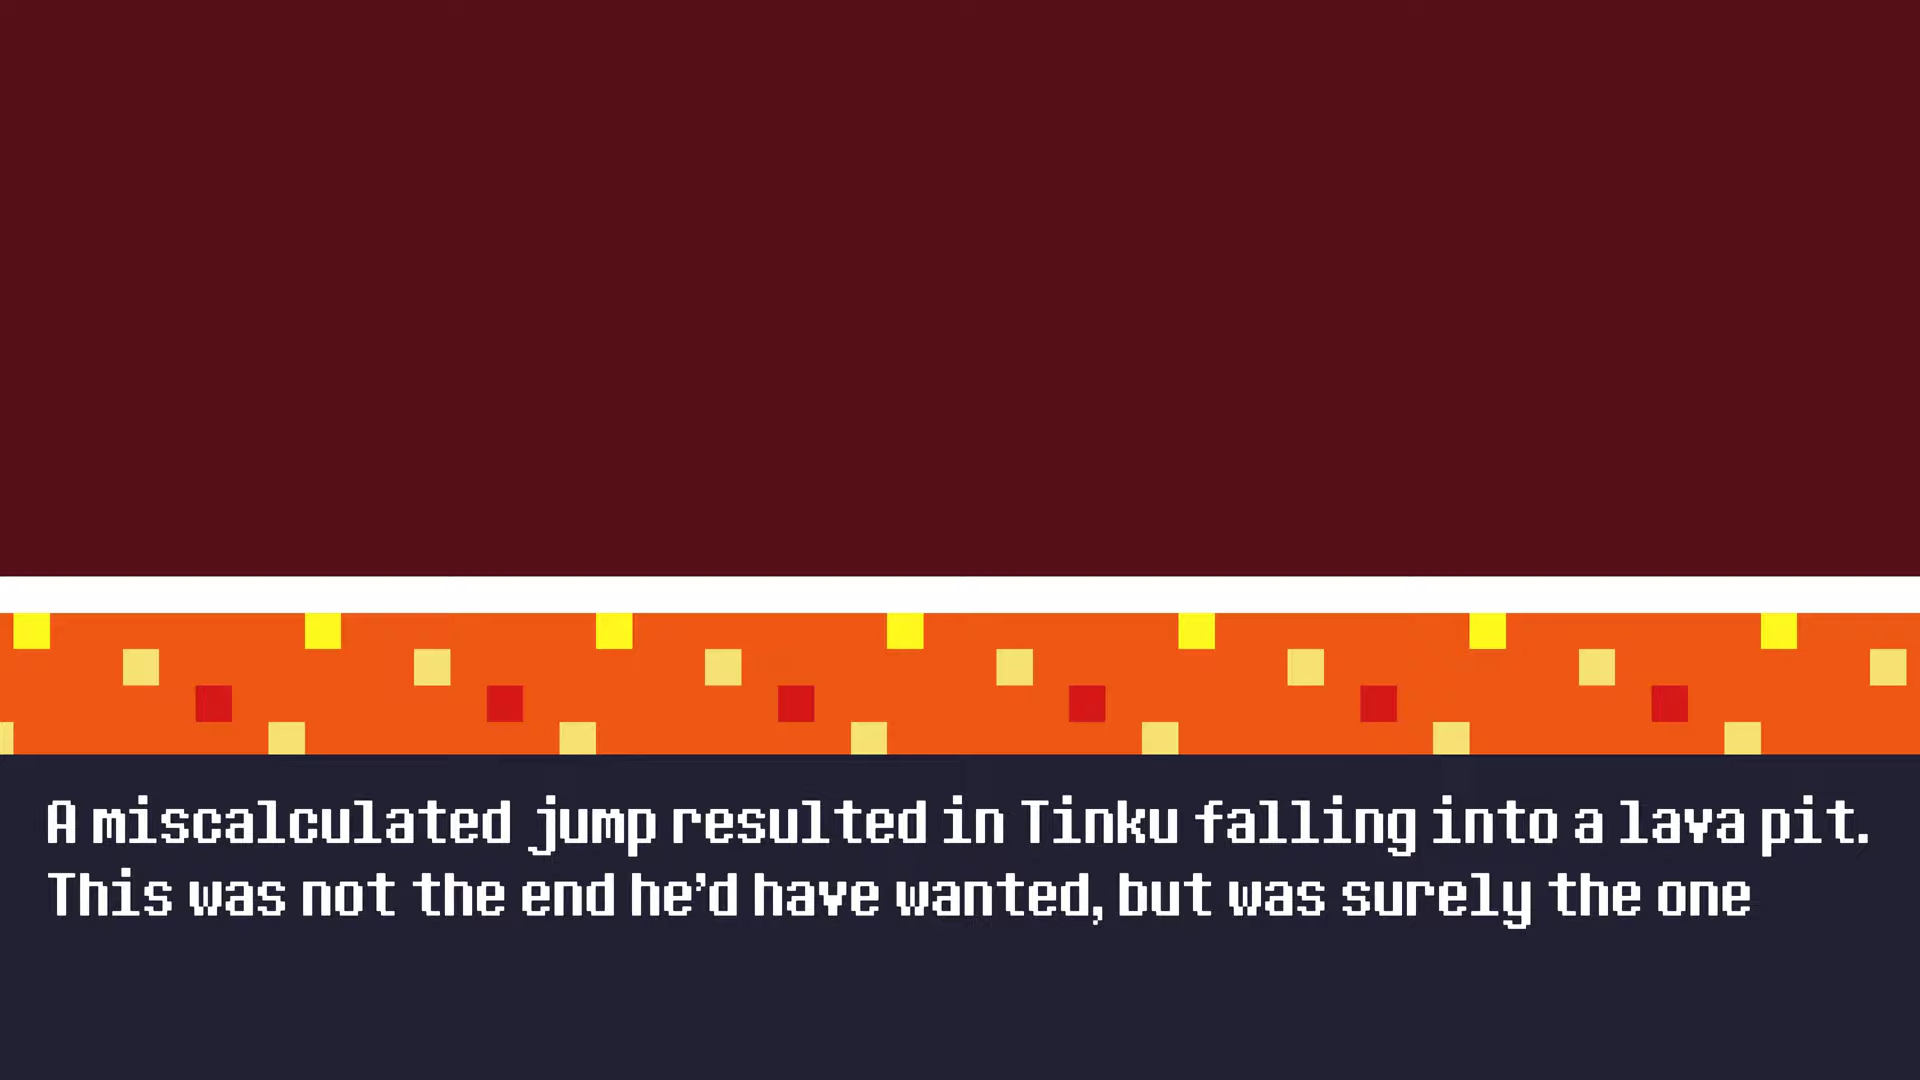 A miscalculated jump resulted in Tinku falling into a lava pit.
This was not the end he'd have wanted, but was surely the one